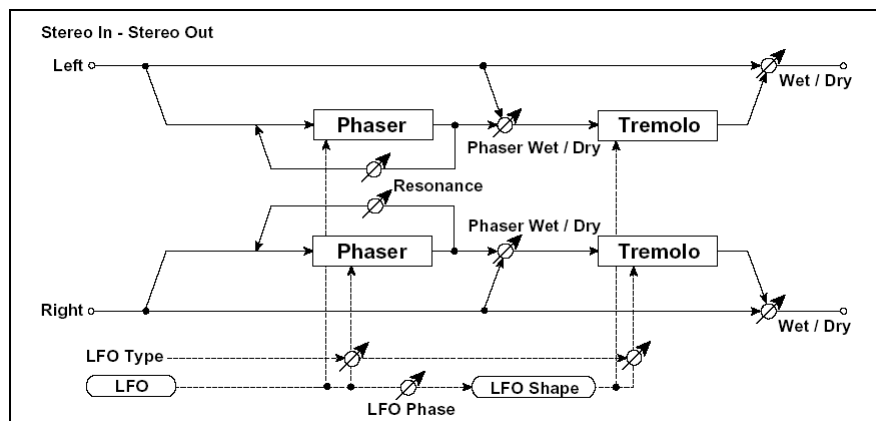 Stereo In - Stereo Out
Left
Wet / Dry
Phaser
Tremolo
Phaser Wet / Dry
Resonance
Phaser Wet / Dry
Phaser
Tremolo
Right
Wet / Dry
LFO Type
LFO
LFO Shape
LFO Phase